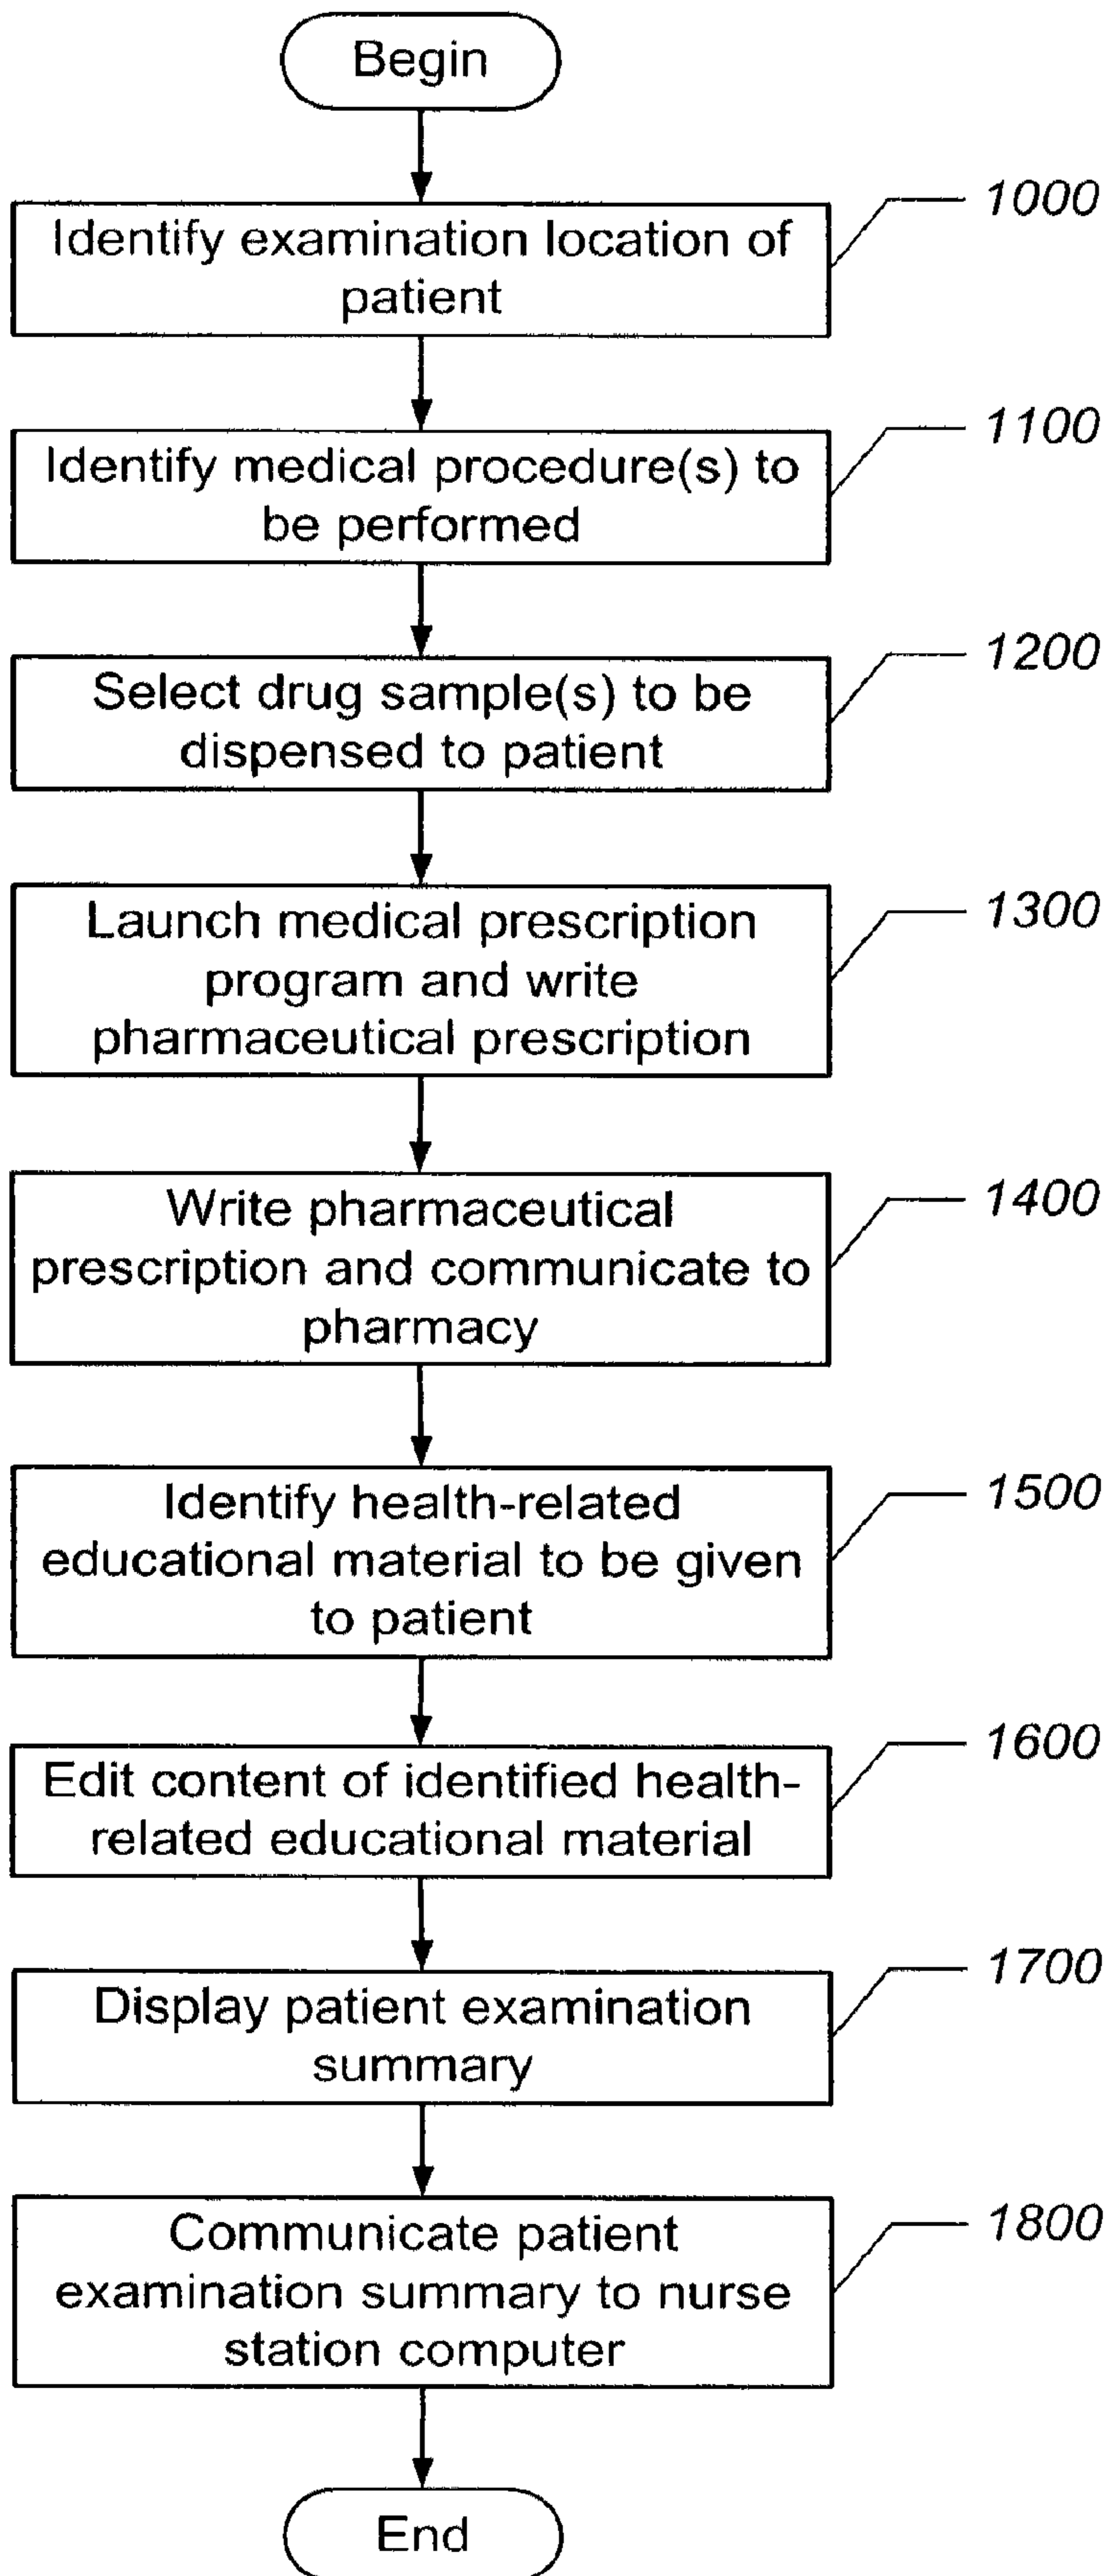 Begin
1000
Identify examination location of
patient
1100
Identify medical procedure(s) to
be performed
1200
Select drug sample(s) to be
dispensed to patient
1300
Launch medical prescription
program and write
pharmaceutical prescription
1400
Write pharmaceutical
prescription and communicate to
pharmacy
1500
Identify health-related
educational material to be given
to patient
1600
Edit content of identified health-
related educational material
1700
Display patient examination
summary
1800
Communicate patient
examination summary to nurse
station computer
End